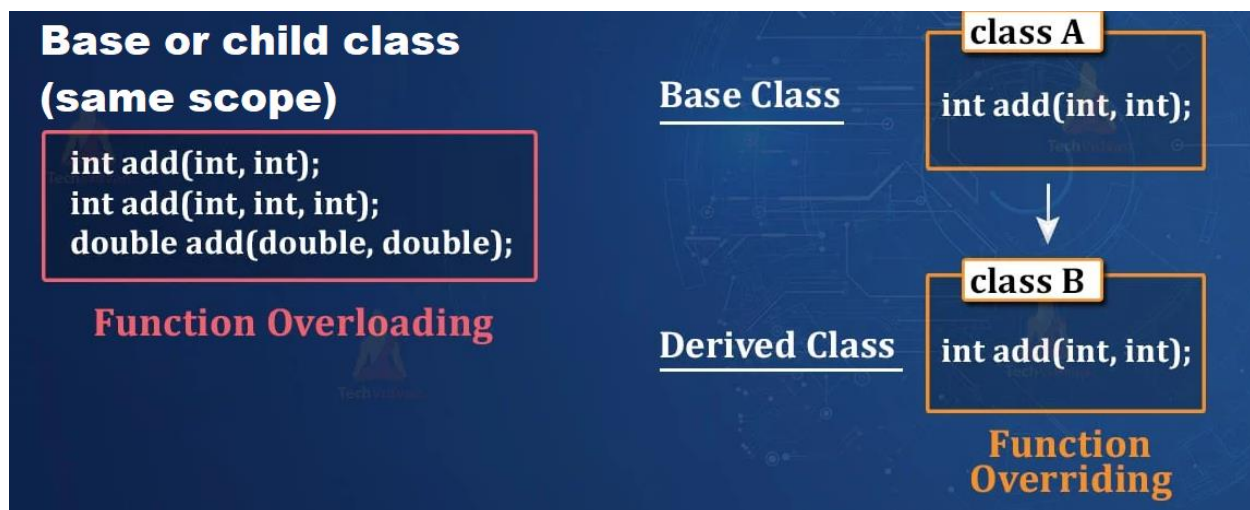 Base or child class
(same scope)
int add(int, int);
int add(int, int, int);
double add(double, double);
Function Overloading
Base Class
class A
int add(int, int);
Derived Class
class B
int add(int, int);
Function
Overriding